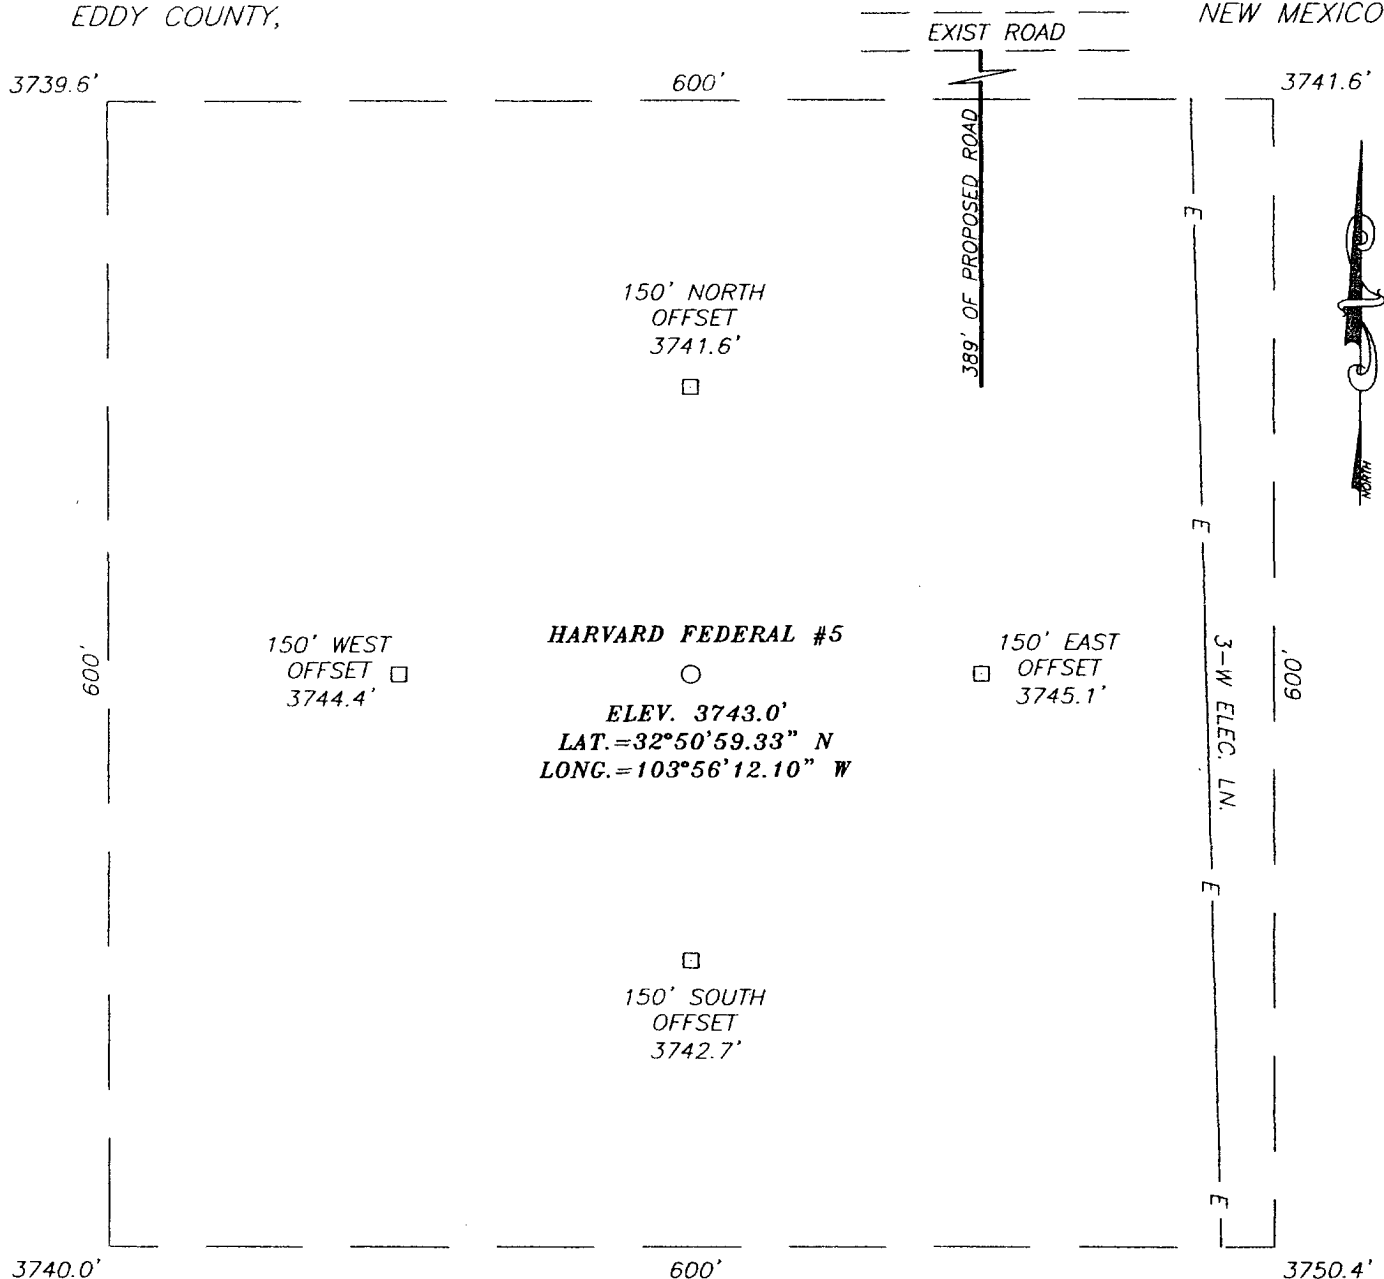 EDDY COUNTY,
NEW MEXICO
EXIST ROAD
3739.6'
600'
3741.6'
389' OF PROPOSED ROAD
E
NORTH
150' NORTH
OFFSET
3741.6'
E
HARVARD FEDERAL #5
150' WEST
OFFSET
3744.4'
150' EAST
OFFSET
3745.1'
600'
3-W ELEC. LN.
600'
ELEV. 3743.0'
LAT.=32°50'59.33" N
LONG.=103°56'12.10" W
E
150' SOUTH
OFFSET
3742.7'
E
3740.0'
600'
3750.4'